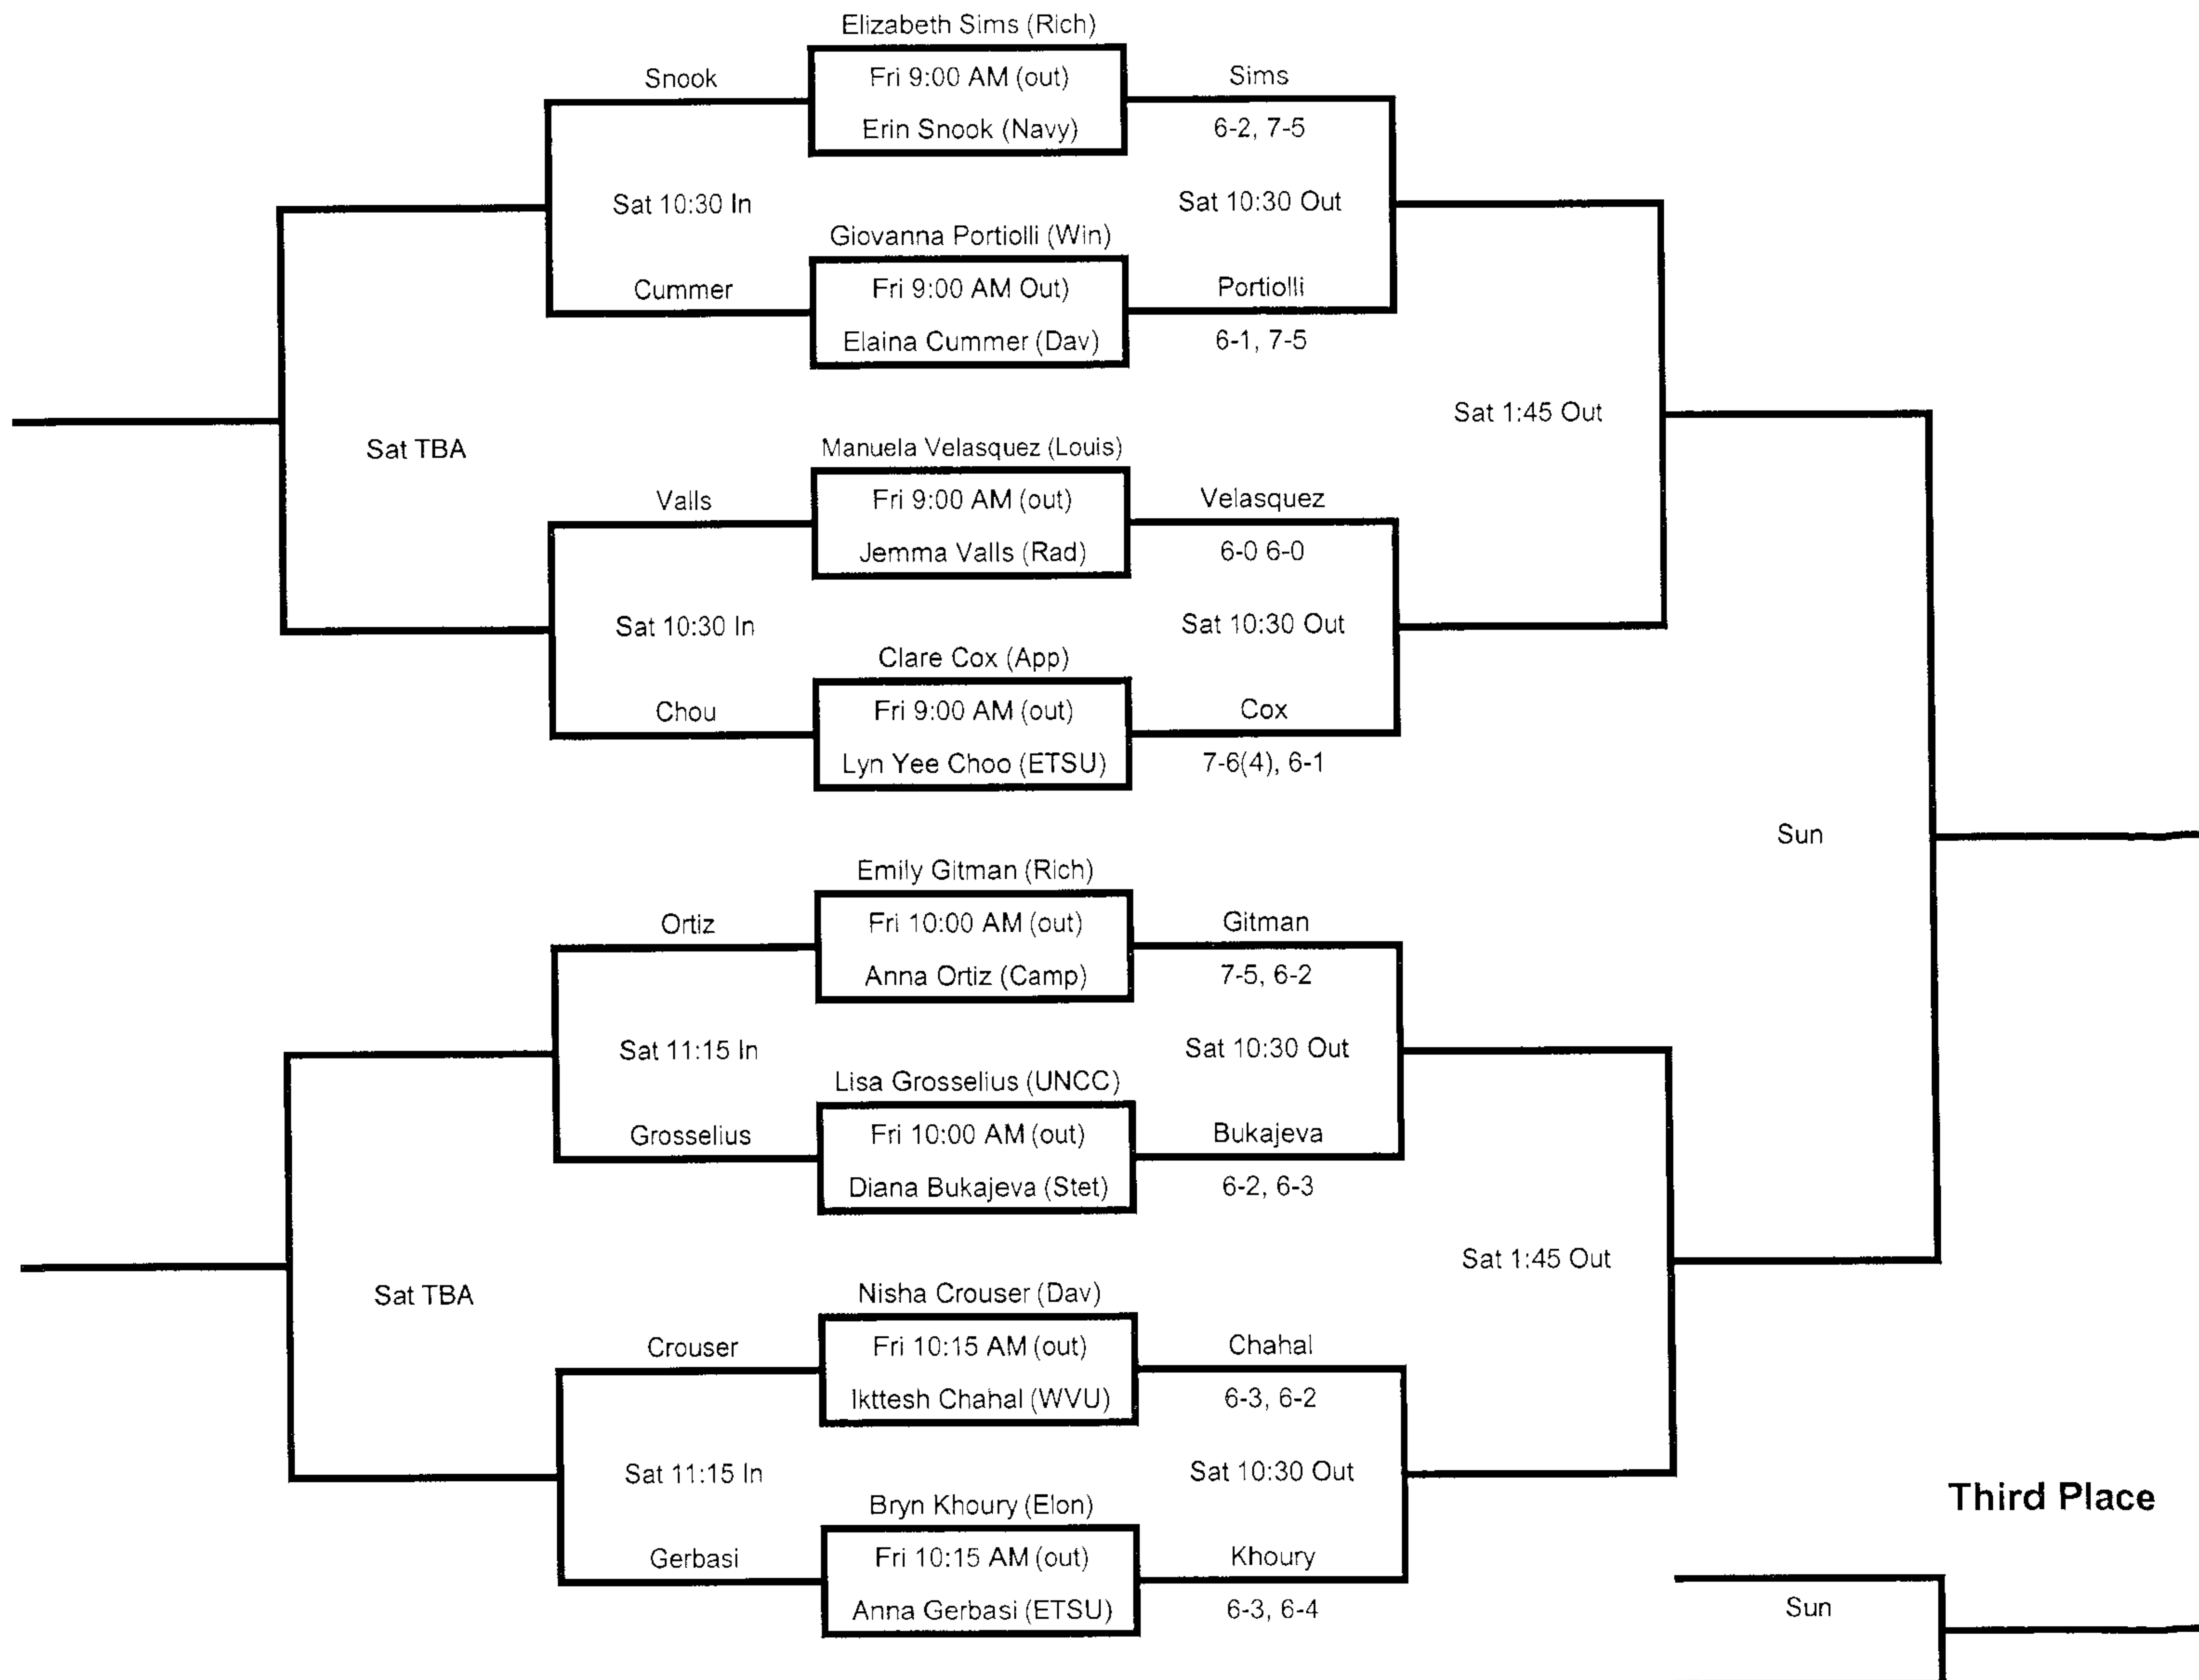 Elizabeth Sims (Rich)
Snook
Fri 9:00 AM (out)
Sims
Erin Snook (Navy)
6-2, 7-5
Sat 10:30 In
Sat 10:30 Out
Giovanna Portiolli (Win)
Cummer
Fri 9:00 AM Out)
Portiolli
Elaina Cummer (Dav)
6-1, 7-5
Sat 1:45 Out
Sat TBA
Manuela Velasquez (Louis)
Valls
Fri 9:00 AM (out)
Velasquez
Jemma Valls (Rad)
6-0 6-0
Sat 10:30 In
Sat 10:30 Out
Clare Cox (App)
Chou
Fri 9:00 AM (out)
Cox
Lyn Yee Choo (ETSU)
7-6(4), 6-1
Sun
Emily Gitman (Rich)
Ortiz
Fri 10:00 AM (out)
Gitman
Anna Ortiz (Camp)
7-5, 6-2
Sat 11:15 In
Sat 10:30 Out
Lisa Grosselius (UNCC)
Grosselius
Fri 10:00 AM (out)
Bukajeva
Diana Bukajeva (Stet)
6-2, 6-3
Sat 1:45 Out
Sat TBA
Nisha Crouser (Dav)
Crouser
Fri 10:15 AM (out)
Chahal
Ikttesh Chahal (WVU)
6-3, 6-2
Sat 11:15 In
Sat 10:30 Out
Third Place
Bryn Khoury (Elon)
Gerbasi
Fri 10:15 AM (out)
Khoury
Anna Gerbasi (ETSU)
6-3, 6-4
Sun